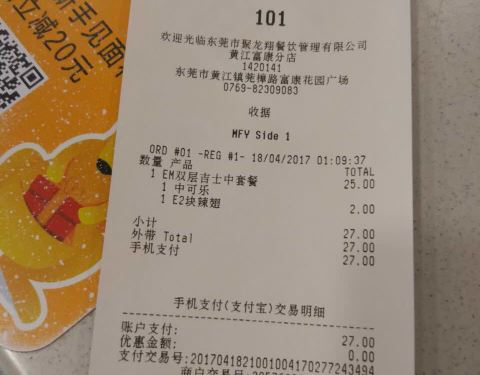 新手见面
立减20元
101
欢迎光临东莞市聚龙翔餐饮管理有限公司
黄江富康分店
1420141
东莞市黄江镇莞樟路富康花园广场
0769-82309083
收据
MFY Side 1
ORD #01 -REG #1- 18/04/2017 01:09:37
数量 产品 TOTAL
1 EM双层吉士中套餐 25.00
1 中可乐
1 E2块辣翅 2.00
小计 27.00
外带 Total 27.00
手机支付 27.00
手机支付(支付宝)交易明细
账户支付: 27.00
优惠金额: 0.00
支付交易号:2017041821001004170277243494